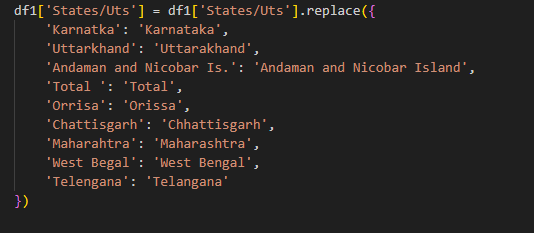 df1['States/Uts'] = df1['States/Uts'].replace({
    'Karnatka': 'Karnataka',
    'Uttarkhand': 'Uttarakhand',
    'Andaman and Nicobar Is.': 'Andaman and Nicobar Island',
    'Total ': 'Total',
    'Orrisa': 'Orissa',
    'Chattisgarh': 'Chhattisgarh',
    'Maharahtra': 'Maharashtra',
    'West Begal': 'West Bengal',
    'Telengana': 'Telangana'
})